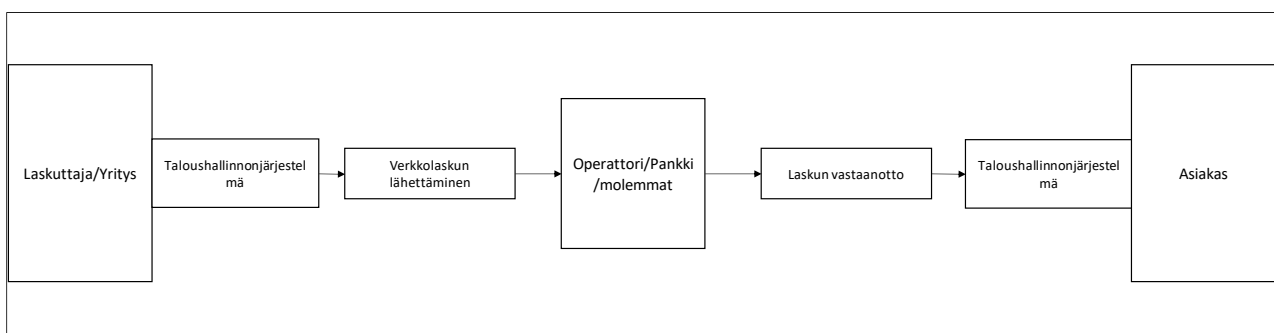 Laskuttaja/Yritys
Taloushallinnonjärjestel
mä
Verkkolaskun
lähettäminen
Operattori/Pankki
/molemmat
Laskun vastaanotto
Taloushallinnonjärjestel
mä
Asiakas